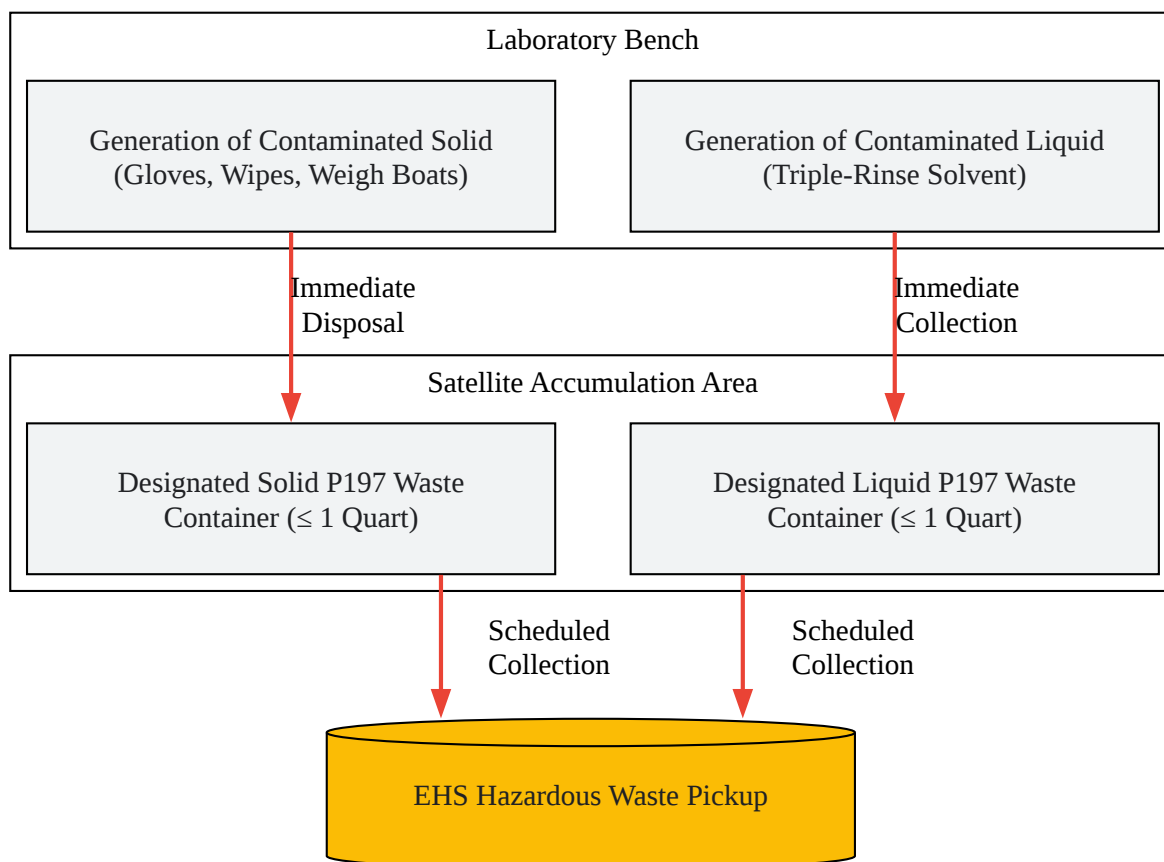 Laboratory Bench
Generation of Contaminated Solid
(Gloves, Wipes, Weigh Boats)
Generation of Contaminated Liquid
(Triple-Rinse Solvent)
Immediate
Disposal
Immediate
Collection
Satellite Accumulation Area
Designated Solid P197 Waste
Container (≤ 1 Quart)
Designated Liquid P197 Waste
Container (≤ 1 Quart)
Scheduled
Collection
Scheduled
Collection
EHS Hazardous Waste Pickup